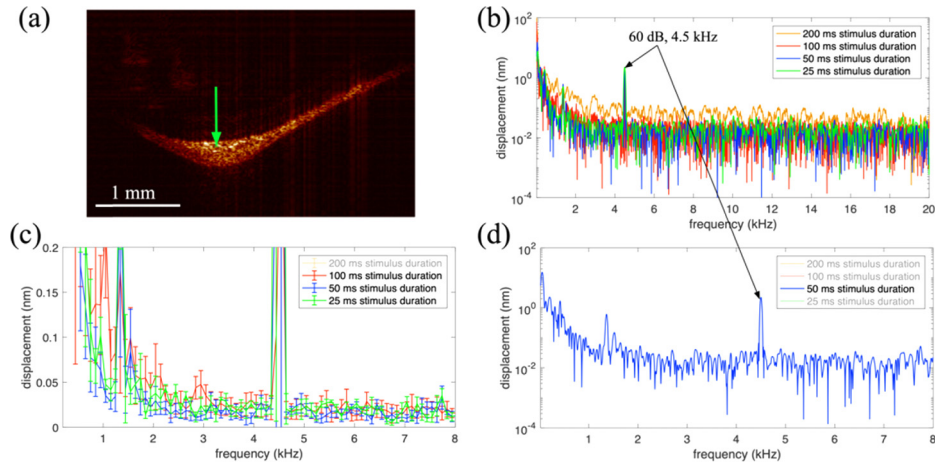 (a)
1 mm
(b)
60 dB, 4.5 kHz
200 ms stimulus duration
100 ms stimulus duration
50 ms stimulus duration
25 ms stimulus duration
displacement (nm)
10^2
10^0
10^-2
10^-4
2 4 6 8 10 12 14 16 18 20
frequency (kHz)
(c)
200 ms stimulus duration
100 ms stimulus duration
50 ms stimulus duration
25 ms stimulus duration
displacement (nm)
0.2
0.15
0.1
0.05
0
1 2 3 4 5 6 7 8
frequency (kHz)
(d)
200 ms stimulus duration
100 ms stimulus duration
50 ms stimulus duration
25 ms stimulus duration
displacement (nm)
10^2
10^0
10^-2
10^-4
1 2 3 4 5 6 7 8
frequency (kHz)